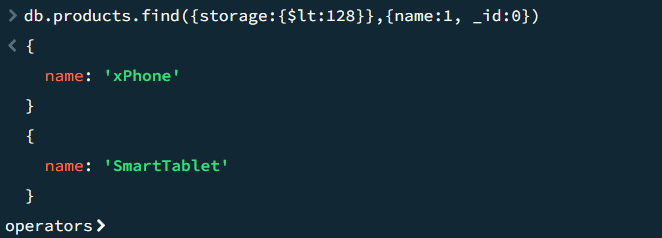 > db.products.find({storage:{$lt:128}},{name:1, _id:0})
< {
name: 'xPhone'
}
{
name: 'SmartTablet'
}
operators>